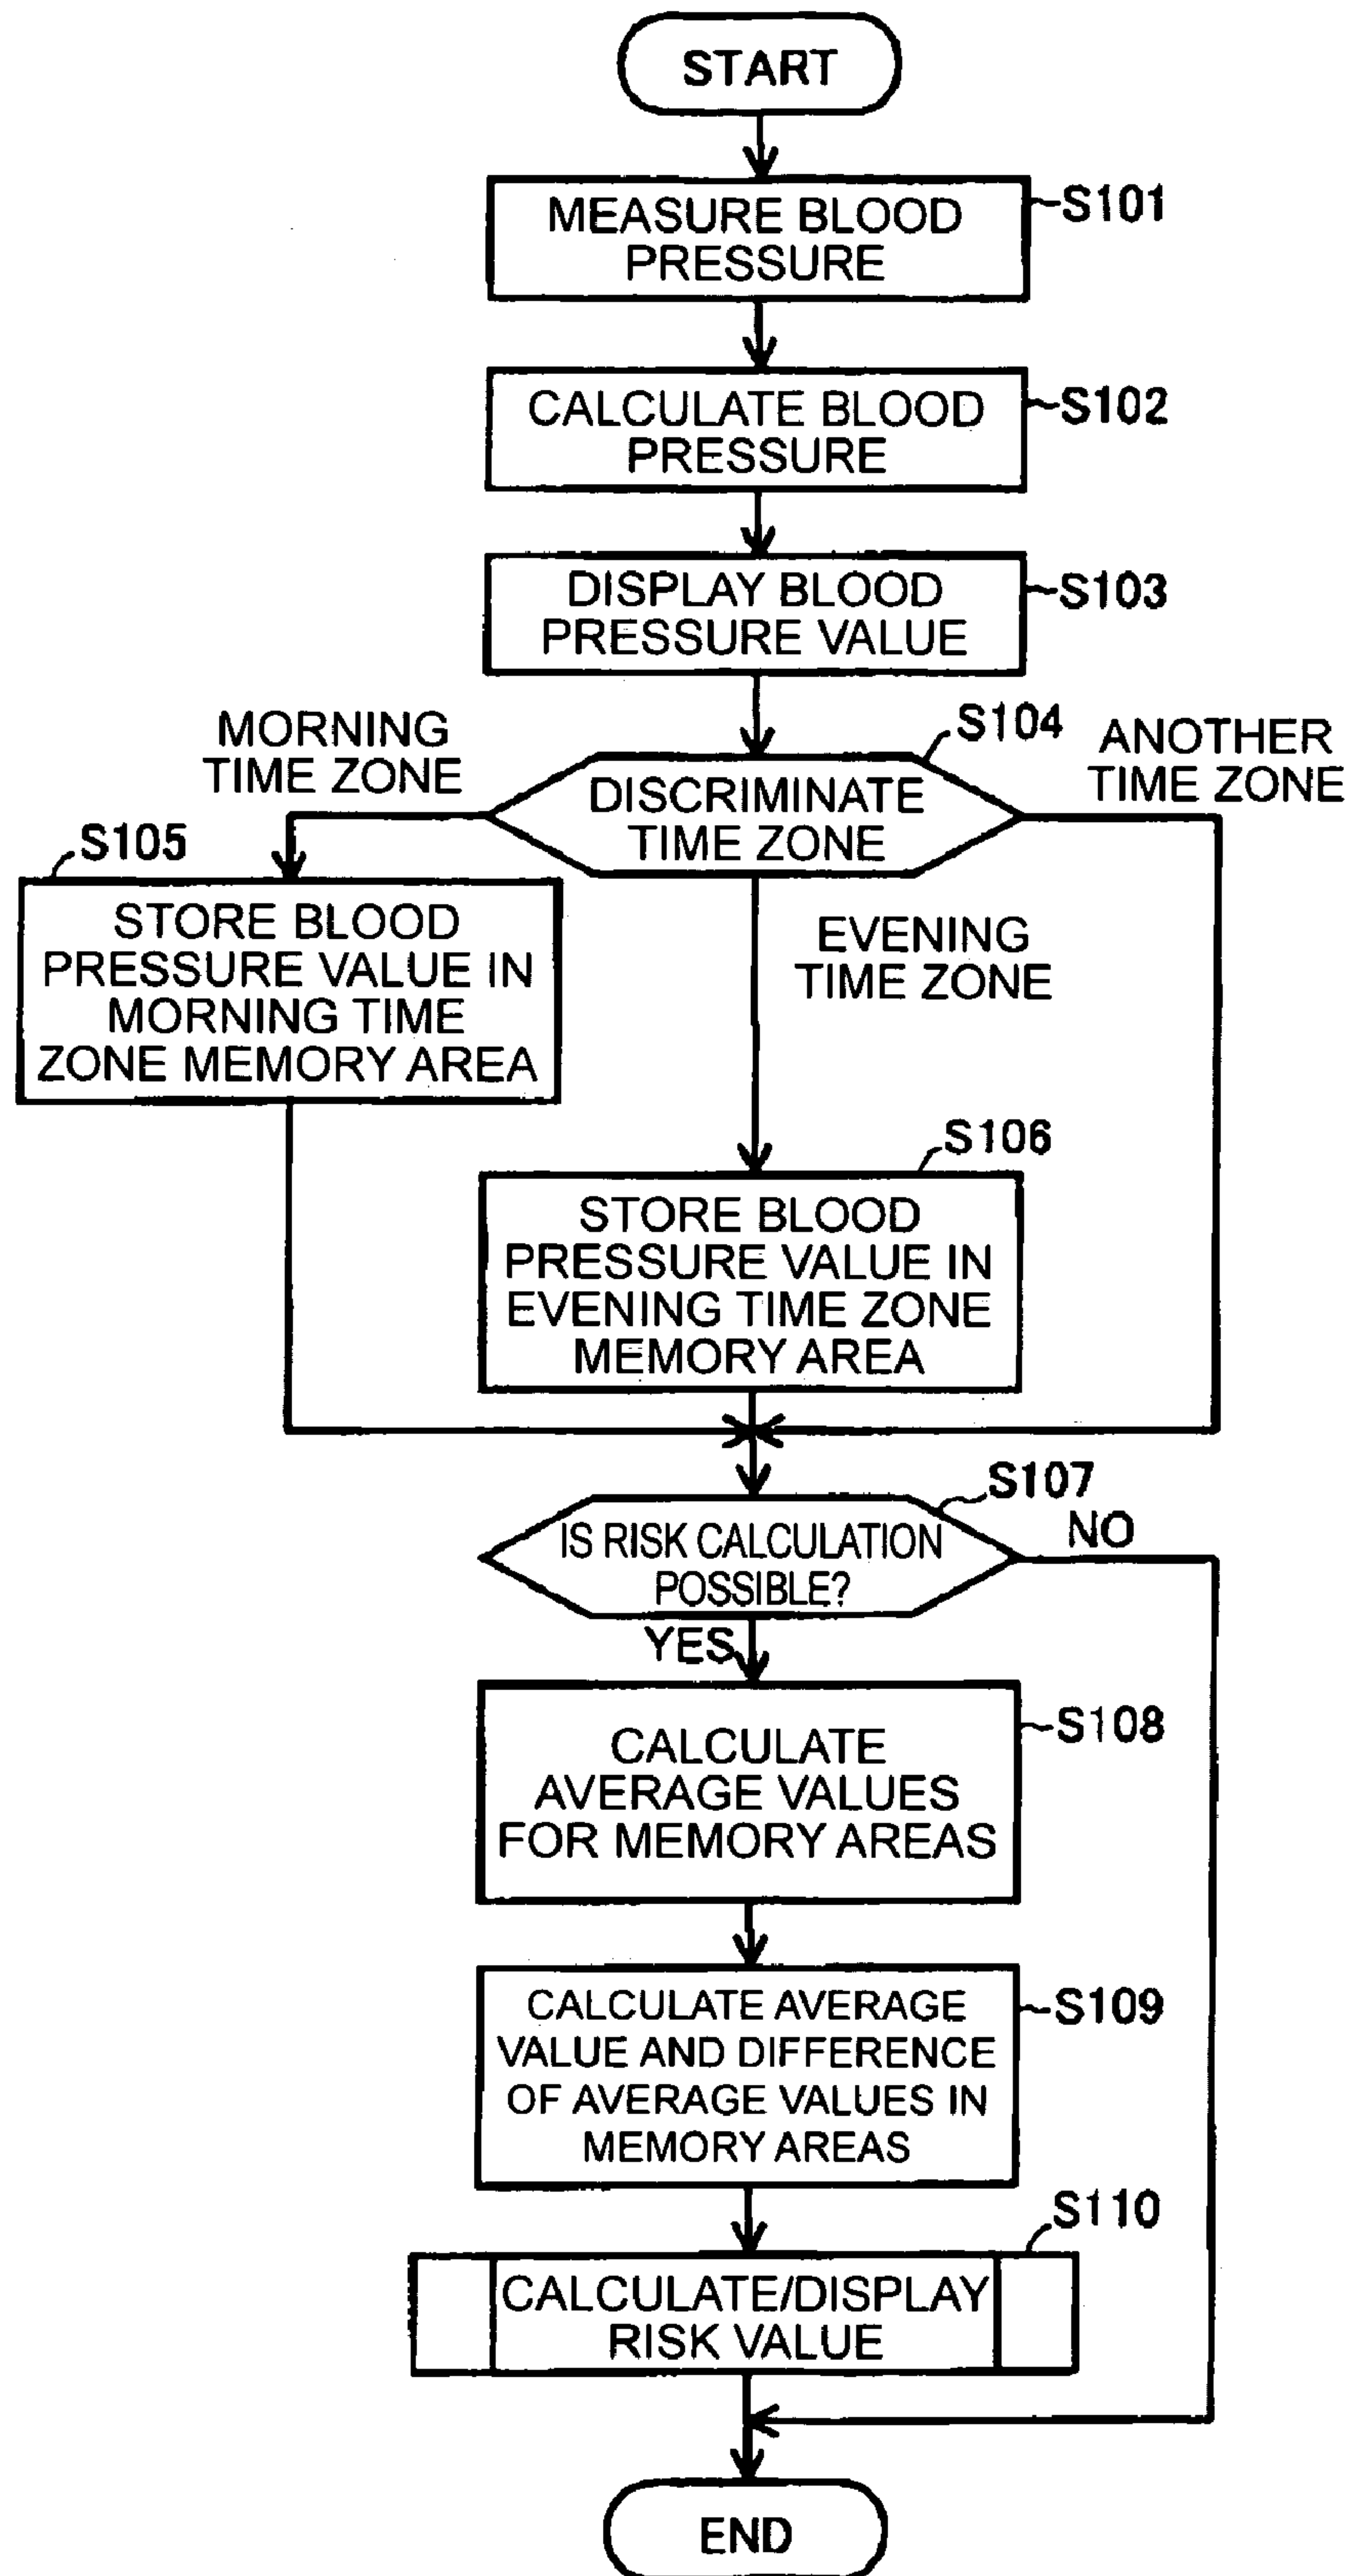 START
MEASURE BLOOD
PRESSURE
S101
CALCULATE BLOOD
PRESSURE
S102
DISPLAY BLOOD
PRESSURE VALUE
S103
S104
DISCRIMINATE
TIME ZONE
MORNING
TIME ZONE
ANOTHER
TIME ZONE
S105
STORE BLOOD
PRESSURE VALUE IN
MORNING TIME
ZONE MEMORY AREA
EVENING
TIME ZONE
S106
STORE BLOOD
PRESSURE VALUE IN
EVENING TIME ZONE
MEMORY AREA
S107
IS RISK CALCULATION
POSSIBLE?
NO
YES
CALCULATE
AVERAGE VALUES
FOR MEMORY AREAS
S108
CALCULATE AVERAGE
VALUE AND DIFFERENCE
OF AVERAGE VALUES IN
MEMORY AREAS
S109
S110
CALCULATE/DISPLAY
RISK VALUE
END